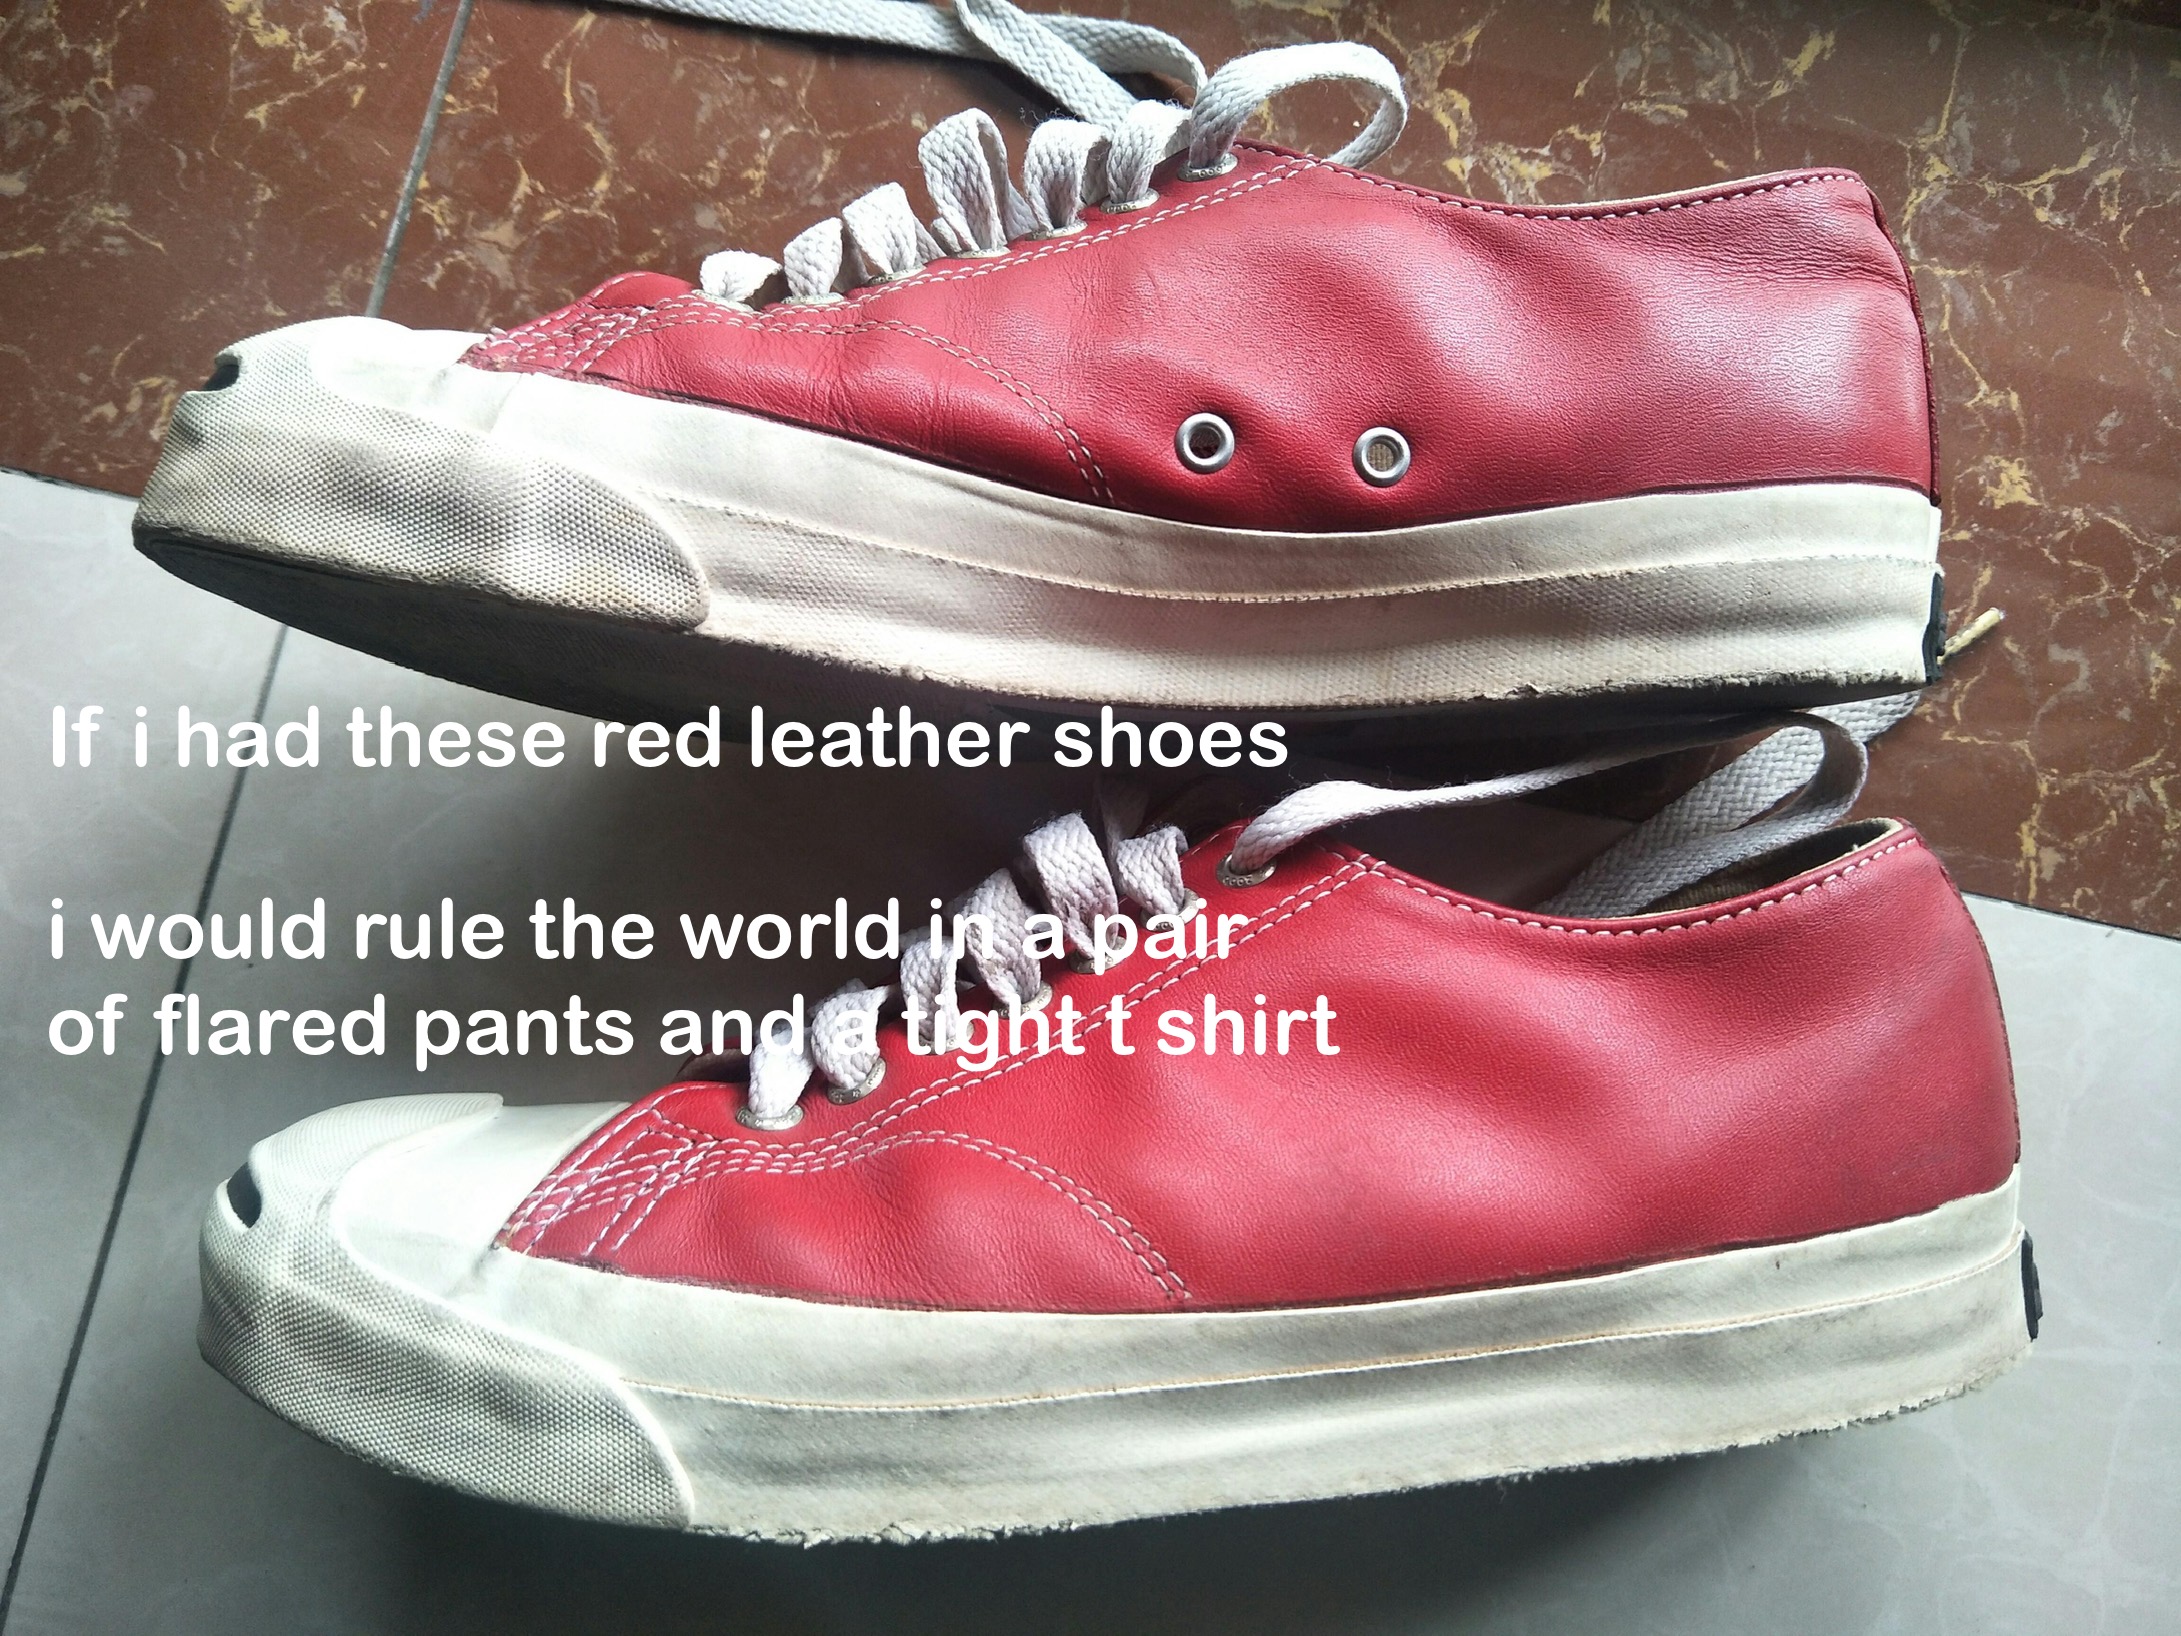 If i had these red leather shoes
i would rule the world in a pair
of flared pants and a tight t shirt